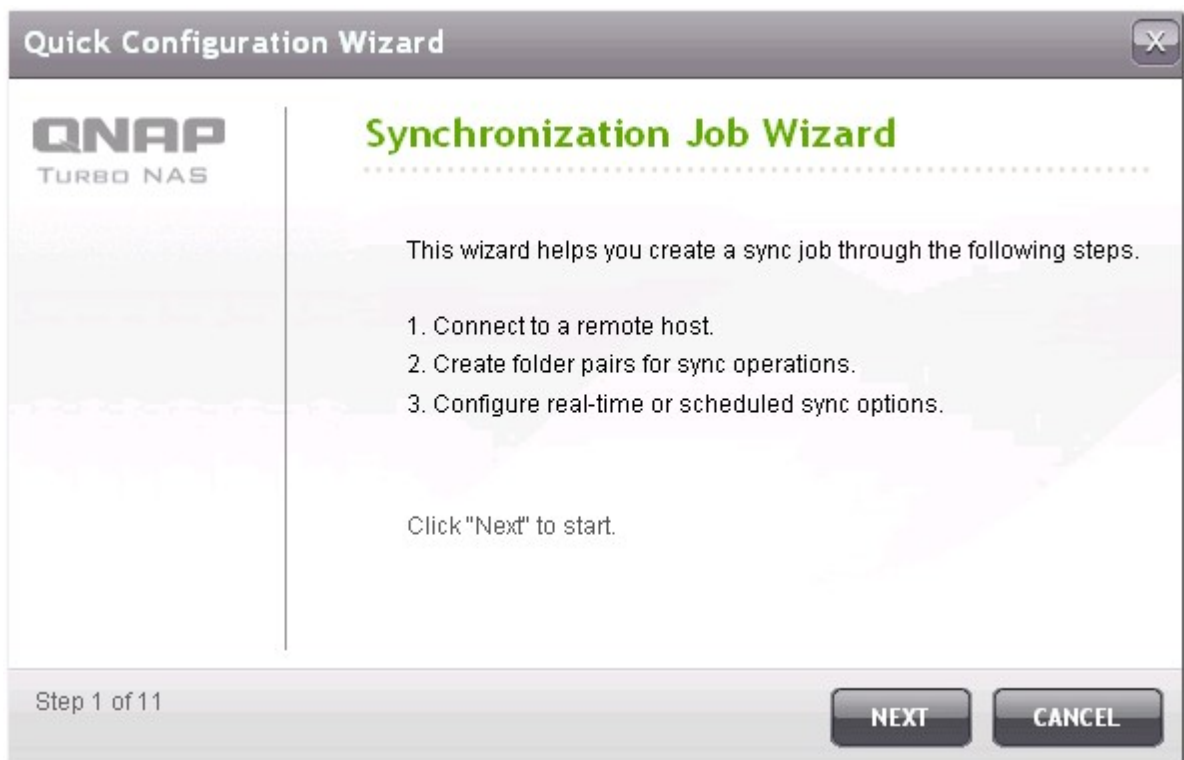 Quick Configuration Wizard
X
QNAP
TURBO NAS
Synchronization Job Wizard
This wizard helps you create a sync job through the following steps.
1. Connect to a remote host.
2. Create folder pairs for sync operations.
3. Configure real-time or scheduled sync options.
Click "Next" to start.
Step 1 of 11
NEXT
CANCEL